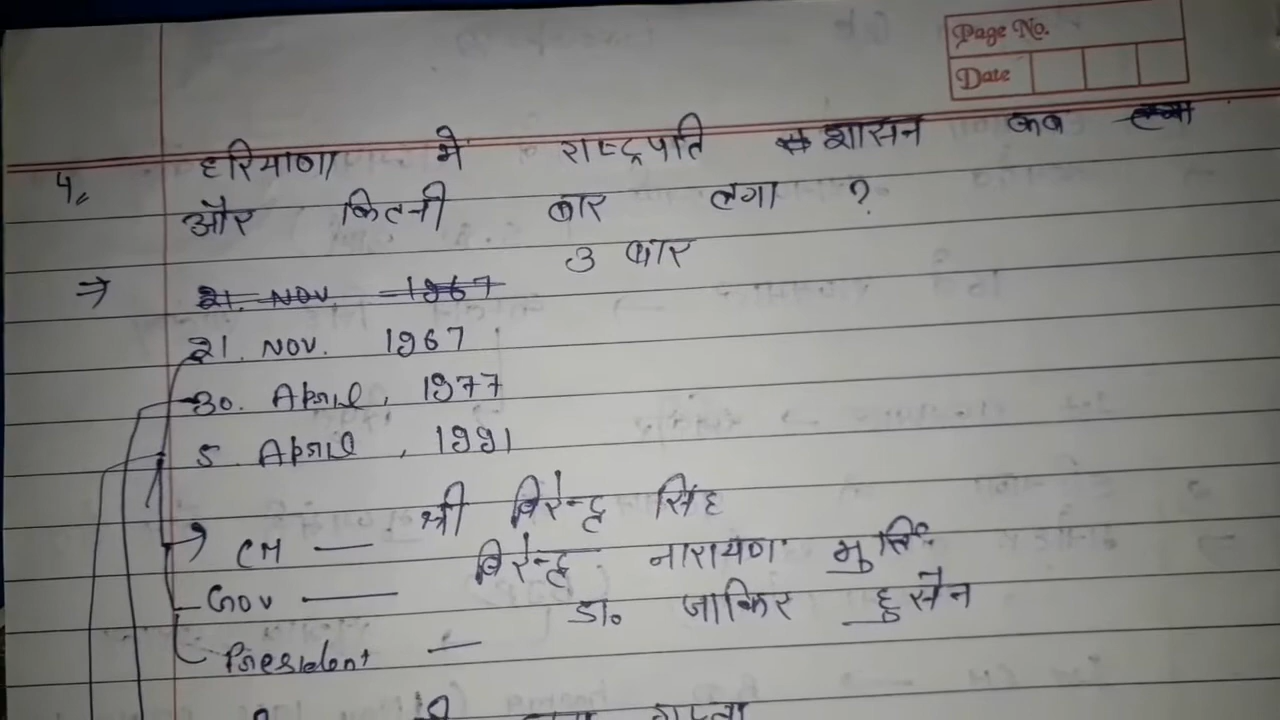 Page No.
Date
4. हरियाणा मे राष्ट्रपति शासन कब
और कितनी बार लगा ?
3 बार
⇒ 21. NOV. 1967
21. NOV. 1967
30. April, 1977
5. April, 1991
→ CM — श्री विरेन्द्र सिंह
Gov — विरेन्द्र नारायण
President — डा. जाकिर हुसैन
गुप्ता